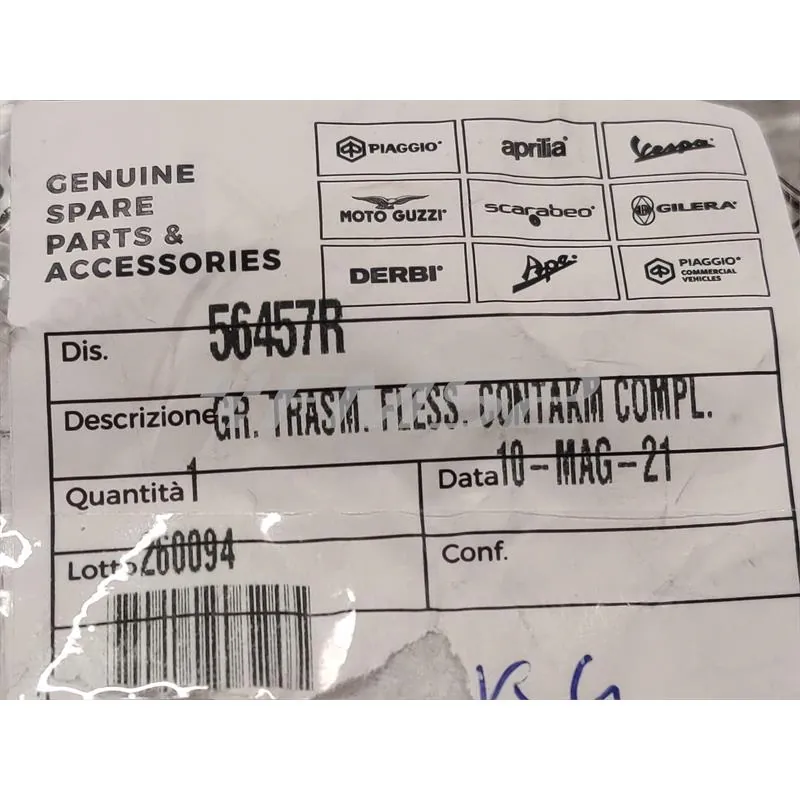 GENUINE
SPARE
PARTS &
ACCESSORIES
PIAGGIO
aprilia
Vespa
MOTO GUZZI
scarabeo
GILERA
DERBI
Ape
PIAGGIO
COMMERCIAL
VEHICLES
Dis. 56457R
Descrizione GR. TRASM. FLESS. CONTAKM COMPL.
Quantità 1
Data 10-MAG-21
Lotto 260094
Conf.